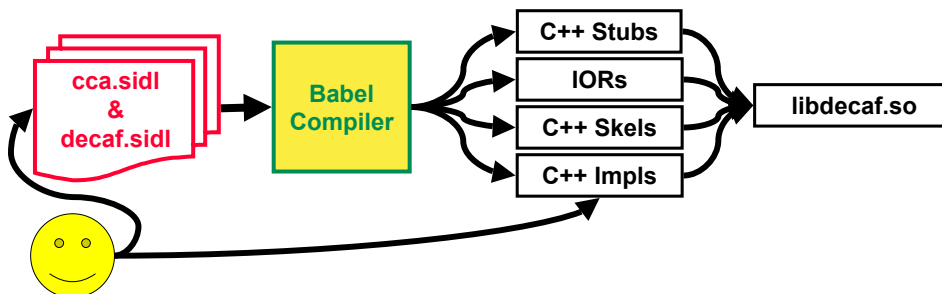 cca.sidl
&
decaf.sidl
Babel
Compiler
C++ Stubs
IORs
C++ Skels
C++ Impls
libdecaf.so